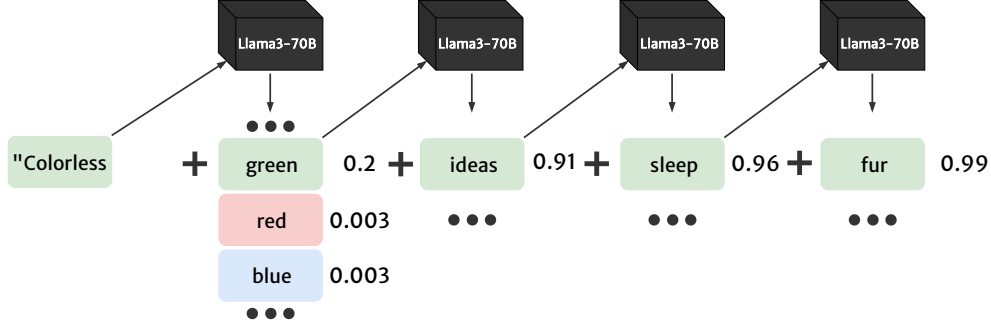 Llama3-70B Llama3-70B Llama3-70B Llama3-70B
"Colorless + green 0.2 + ideas 0.91 + sleep 0.96 + fur 0.99
red 0.003
blue 0.003